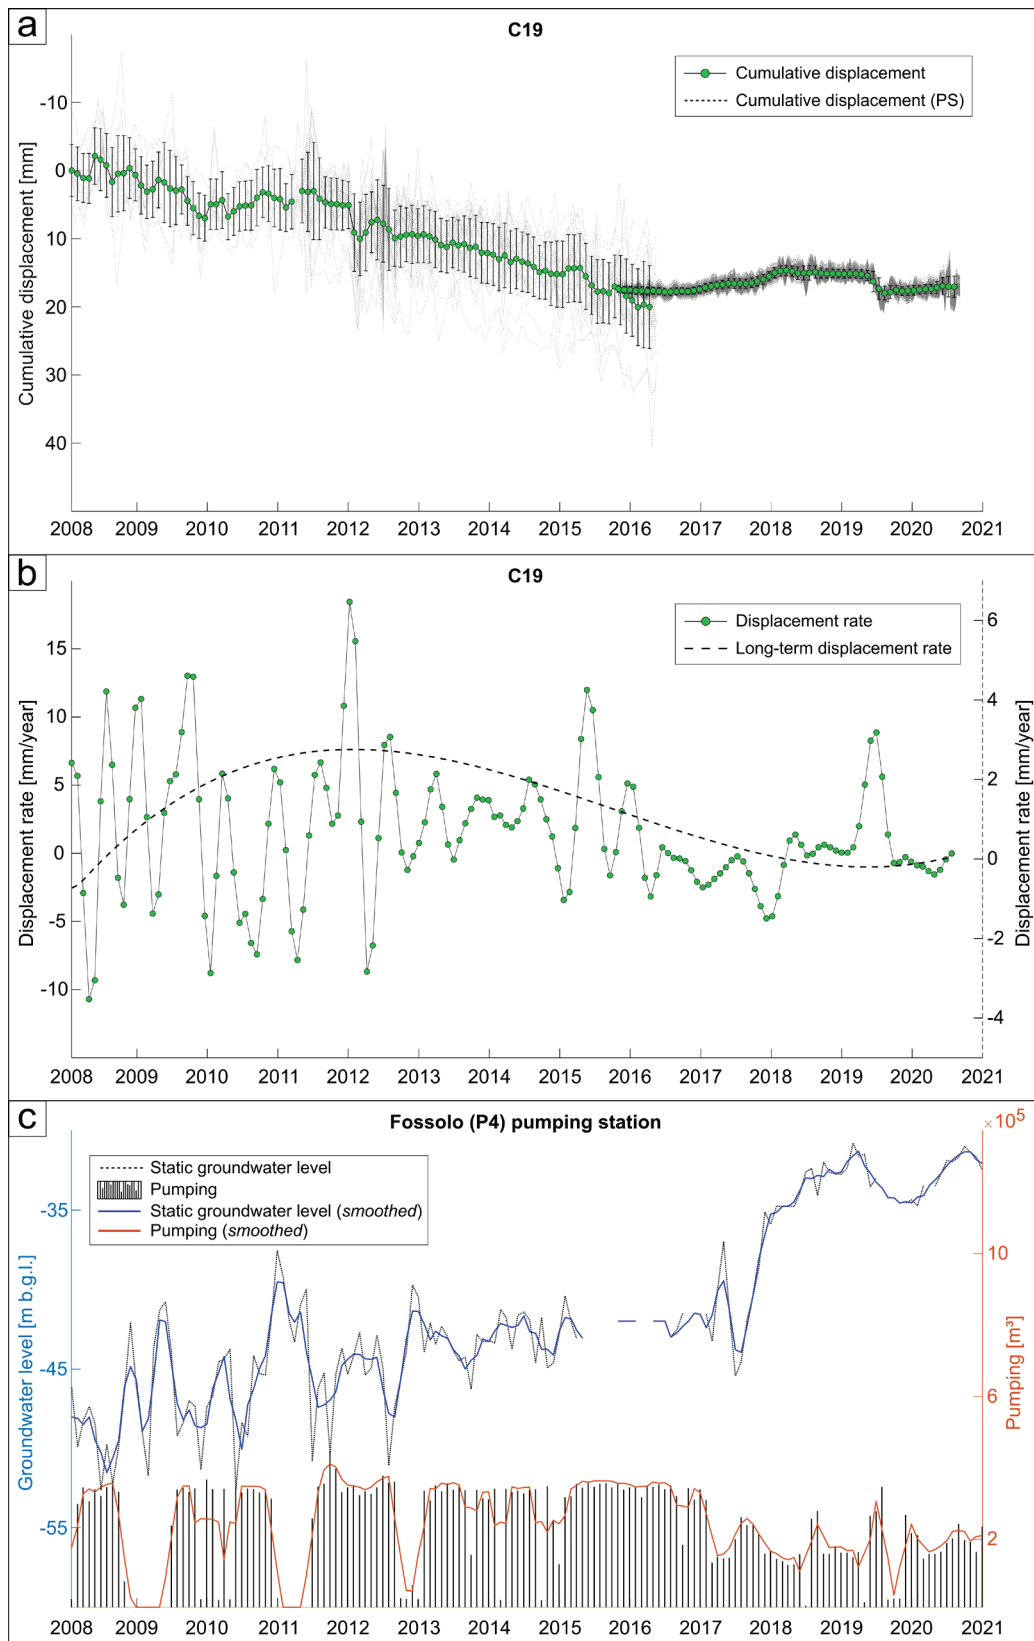 a
C19
Cumulative displacement
Cumulative displacement (PS)
Cumulative displacement [mm]
-10
0
10
20
30
40
2008 2009 2010 2011 2012 2013 2014 2015 2016 2017 2018 2019 2020 2021
b
C19
Displacement rate
Long-term displacement rate
Displacement rate [mm/year]
15
10
5
0
-5
-10
6
4
2
0
-2
-4
Displacement rate [mm/year]
2008 2009 2010 2011 2012 2013 2014 2015 2016 2017 2018 2019 2020 2021
c
Fossolo (P4) pumping station
×10⁵
Static groundwater level
Pumping
Static groundwater level (smoothed)
Pumping (smoothed)
Groundwater level [m b.g.l.]
-35
-45
-55
10
6
2
Pumping [m³]
2008 2009 2010 2011 2012 2013 2014 2015 2016 2017 2018 2019 2020 2021